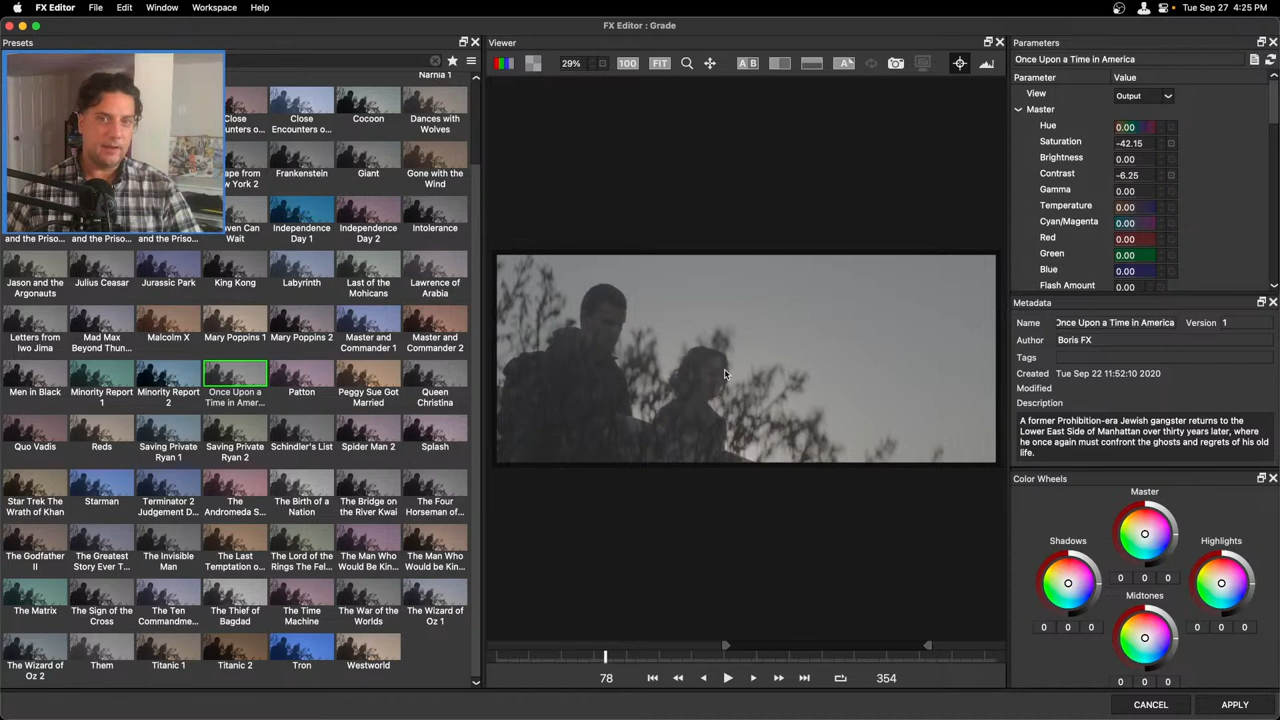 FX Editor File Edit Window Workspace Help
Tue Sep 27 4:25 PM
FX Editor : Grade
Presets
Narnia 1
Close
Encounters o...
Close
Encounters o...
Cocoon
Dances with
Wolves
ape from
w York 2
Frankenstein
Giant
Gone with the
Wind
and the Priso...
and the Priso...
and the Priso...
aven Can
Wait
Independence
Day 1
Independence
Day 2
Intolerance
Jason and the
Argonauts
Julius Ceasar
Jurassic Park
King Kong
Labyrinth
Last of the
Mohicans
Lawrence of
Arabia
Letters from
Iwo Jima
Mad Max
Beyond Thun...
Malcolm X
Mary Poppins 1
Mary Poppins 2
Master and
Commander 1
Master and
Commander 2
Men in Black
Minority Report
1
Minority Report
2
Once Upon a
Time in Amer...
Patton
Peggy Sue Got
Married
Queen
Christina
Quo Vadis
Reds
Saving Private
Ryan 1
Saving Private
Ryan 2
Schindler's List
Spider Man 2
Splash
Star Trek The
Wrath of Khan
Starman
Terminator 2
Judgement D...
The
Andromeda S...
The Birth of a
Nation
The Bridge on
the River Kwai
The Four
Horseman of...
The Godfather
II
The Greatest
Story Ever T...
The Invisible
Man
The Last
Temptation o...
The Lord of the
Rings The Fel...
The Man Who
Would Be Kin...
The Man Who
Would be Kin...
The Matrix
The Sign of the
Cross
The Ten
Commandme...
The Thief of
Bagdad
The Time
Machine
The War of the
Worlds
The Wizard of
Oz 1
The Wizard of
Oz 2
Them
Titanic 1
Titanic 2
Tron
Westworld
Viewer
29% 100 FIT A B A
78
354
Parameters
Once Upon a Time in America
Parameter Value
View Output
Master
Hue 0.00
Saturation -42.15
Brightness 0.00
Contrast -6.25
Gamma 0.00
Temperature 0.00
Cyan/Magenta 0.00
Red 0.00
Green 0.00
Blue 0.00
Flash Amount 0.00
Metadata
Name Once Upon a Time in America Version 1
Author Boris FX
Tags
Created Tue Sep 22 11:52:10 2020
Modified
Description
A former Prohibition-era Jewish gangster returns to the
Lower East Side of Manhattan over thirty years later, where
he once again must confront the ghosts and regrets of his old
life.
Color Wheels
Master
0 0 0
Shadows
0 0 0
Highlights
0 0 0
Midtones
0 0 0
CANCEL APPLY